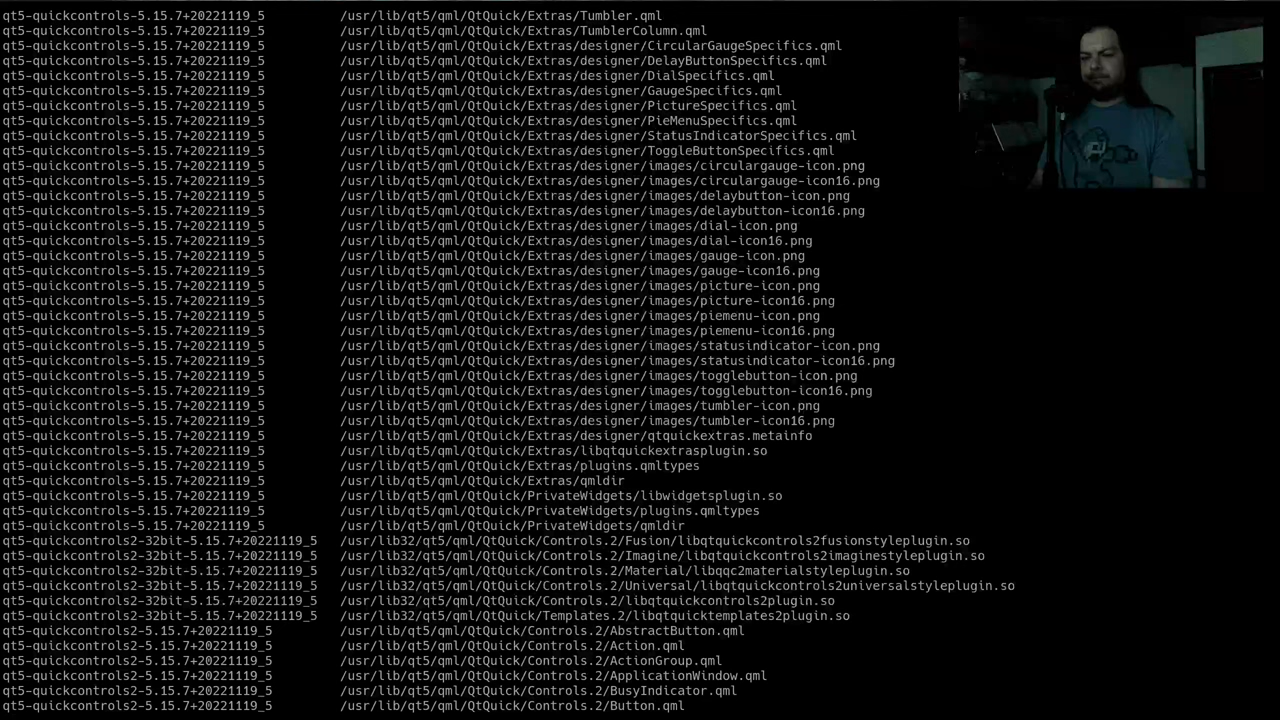 qt5-quickcontrols-5.15.7+20221119_5 /usr/lib/qt5/qml/QtQuick/Extras/Tumbler.qml
qt5-quickcontrols-5.15.7+20221119_5 /usr/lib/qt5/qml/QtQuick/Extras/TumblerColumn.qml
qt5-quickcontrols-5.15.7+20221119_5 /usr/lib/qt5/qml/QtQuick/Extras/designer/CircularGaugeSpecifics.qml
qt5-quickcontrols-5.15.7+20221119_5 /usr/lib/qt5/qml/QtQuick/Extras/designer/DelayButtonSpecifics.qml
qt5-quickcontrols-5.15.7+20221119_5 /usr/lib/qt5/qml/QtQuick/Extras/designer/DialSpecifics.qml
qt5-quickcontrols-5.15.7+20221119_5 /usr/lib/qt5/qml/QtQuick/Extras/designer/GaugeSpecifics.qml
qt5-quickcontrols-5.15.7+20221119_5 /usr/lib/qt5/qml/QtQuick/Extras/designer/PictureSpecifics.qml
qt5-quickcontrols-5.15.7+20221119_5 /usr/lib/qt5/qml/QtQuick/Extras/designer/PieMenuSpecifics.qml
qt5-quickcontrols-5.15.7+20221119_5 /usr/lib/qt5/qml/QtQuick/Extras/designer/StatusIndicatorSpecifics.qml
qt5-quickcontrols-5.15.7+20221119_5 /usr/lib/qt5/qml/QtQuick/Extras/designer/ToggleButtonSpecifics.qml
qt5-quickcontrols-5.15.7+20221119_5 /usr/lib/qt5/qml/QtQuick/Extras/designer/images/circulargauge-icon.png
qt5-quickcontrols-5.15.7+20221119_5 /usr/lib/qt5/qml/QtQuick/Extras/designer/images/circulargauge-icon16.png
qt5-quickcontrols-5.15.7+20221119_5 /usr/lib/qt5/qml/QtQuick/Extras/designer/images/delaybutton-icon.png
qt5-quickcontrols-5.15.7+20221119_5 /usr/lib/qt5/qml/QtQuick/Extras/designer/images/delaybutton-icon16.png
qt5-quickcontrols-5.15.7+20221119_5 /usr/lib/qt5/qml/QtQuick/Extras/designer/images/dial-icon.png
qt5-quickcontrols-5.15.7+20221119_5 /usr/lib/qt5/qml/QtQuick/Extras/designer/images/dial-icon16.png
qt5-quickcontrols-5.15.7+20221119_5 /usr/lib/qt5/qml/QtQuick/Extras/designer/images/gauge-icon.png
qt5-quickcontrols-5.15.7+20221119_5 /usr/lib/qt5/qml/QtQuick/Extras/designer/images/gauge-icon16.png
qt5-quickcontrols-5.15.7+20221119_5 /usr/lib/qt5/qml/QtQuick/Extras/designer/images/picture-icon.png
qt5-quickcontrols-5.15.7+20221119_5 /usr/lib/qt5/qml/QtQuick/Extras/designer/images/picture-icon16.png
qt5-quickcontrols-5.15.7+20221119_5 /usr/lib/qt5/qml/QtQuick/Extras/designer/images/piemenu-icon.png
qt5-quickcontrols-5.15.7+20221119_5 /usr/lib/qt5/qml/QtQuick/Extras/designer/images/piemenu-icon16.png
qt5-quickcontrols-5.15.7+20221119_5 /usr/lib/qt5/qml/QtQuick/Extras/designer/images/statusindicator-icon.png
qt5-quickcontrols-5.15.7+20221119_5 /usr/lib/qt5/qml/QtQuick/Extras/designer/images/statusindicator-icon16.png
qt5-quickcontrols-5.15.7+20221119_5 /usr/lib/qt5/qml/QtQuick/Extras/designer/images/togglebutton-icon.png
qt5-quickcontrols-5.15.7+20221119_5 /usr/lib/qt5/qml/QtQuick/Extras/designer/images/togglebutton-icon16.png
qt5-quickcontrols-5.15.7+20221119_5 /usr/lib/qt5/qml/QtQuick/Extras/designer/images/tumbler-icon.png
qt5-quickcontrols-5.15.7+20221119_5 /usr/lib/qt5/qml/QtQuick/Extras/designer/images/tumbler-icon16.png
qt5-quickcontrols-5.15.7+20221119_5 /usr/lib/qt5/qml/QtQuick/Extras/designer/qtquickextras.metainfo
qt5-quickcontrols-5.15.7+20221119_5 /usr/lib/qt5/qml/QtQuick/Extras/libqtquickextrasplugin.so
qt5-quickcontrols-5.15.7+20221119_5 /usr/lib/qt5/qml/QtQuick/Extras/plugins.qmltypes
qt5-quickcontrols-5.15.7+20221119_5 /usr/lib/qt5/qml/QtQuick/Extras/qmldir
qt5-quickcontrols-5.15.7+20221119_5 /usr/lib/qt5/qml/QtQuick/PrivateWidgets/libwidgetsplugin.so
qt5-quickcontrols-5.15.7+20221119_5 /usr/lib/qt5/qml/QtQuick/PrivateWidgets/plugins.qmltypes
qt5-quickcontrols-5.15.7+20221119_5 /usr/lib/qt5/qml/QtQuick/PrivateWidgets/qmldir
qt5-quickcontrols2-32bit-5.15.7+20221119_5 /usr/lib32/qt5/qml/QtQuick/Controls.2/Fusion/libqtquickcontrols2fusionstyleplugin.so
qt5-quickcontrols2-32bit-5.15.7+20221119_5 /usr/lib32/qt5/qml/QtQuick/Controls.2/Imagine/libqtquickcontrols2imaginestyleplugin.so
qt5-quickcontrols2-32bit-5.15.7+20221119_5 /usr/lib32/qt5/qml/QtQuick/Controls.2/Material/libqqc2materialstyleplugin.so
qt5-quickcontrols2-32bit-5.15.7+20221119_5 /usr/lib32/qt5/qml/QtQuick/Controls.2/Universal/libqtquickcontrols2universalstyleplugin.so
qt5-quickcontrols2-32bit-5.15.7+20221119_5 /usr/lib32/qt5/qml/QtQuick/Controls.2/libqtquickcontrols2plugin.so
qt5-quickcontrols2-32bit-5.15.7+20221119_5 /usr/lib32/qt5/qml/QtQuick/Templates.2/libqtquicktemplates2plugin.so
qt5-quickcontrols2-5.15.7+20221119_5 /usr/lib/qt5/qml/QtQuick/Controls.2/AbstractButton.qml
qt5-quickcontrols2-5.15.7+20221119_5 /usr/lib/qt5/qml/QtQuick/Controls.2/Action.qml
qt5-quickcontrols2-5.15.7+20221119_5 /usr/lib/qt5/qml/QtQuick/Controls.2/ActionGroup.qml
qt5-quickcontrols2-5.15.7+20221119_5 /usr/lib/qt5/qml/QtQuick/Controls.2/ApplicationWindow.qml
qt5-quickcontrols2-5.15.7+20221119_5 /usr/lib/qt5/qml/QtQuick/Controls.2/BusyIndicator.qml
qt5-quickcontrols2-5.15.7+20221119_5 /usr/lib/qt5/qml/QtQuick/Controls.2/Button.qml